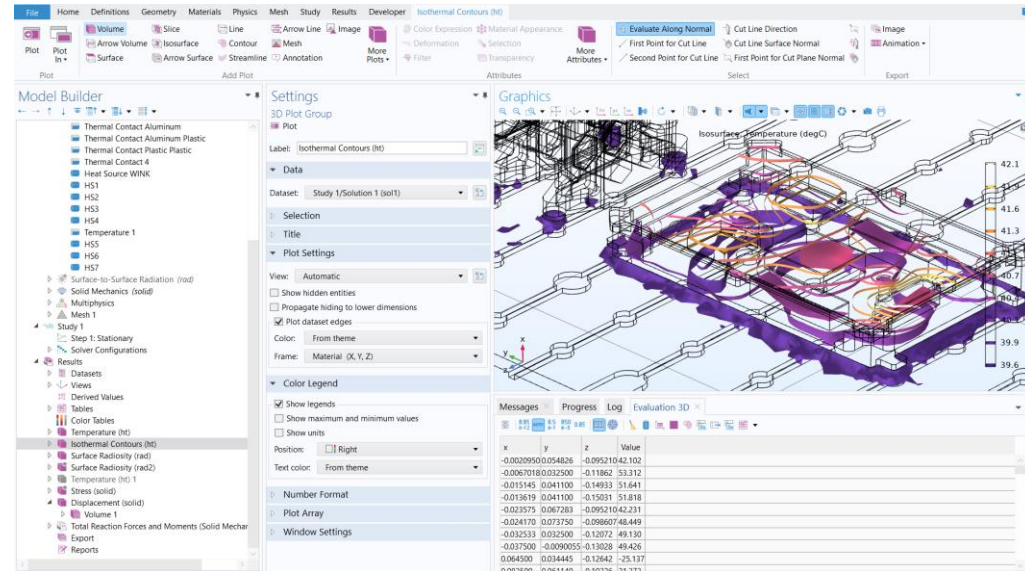 File Home Definitions Geometry Materials Physics Mesh Study Results Developer Isothermal Contours (ht)
Volume Slice Line Arrow Line Image Color Expression Material Appearance Evaluate Along Normal Cut Line Direction Image
Arrow Volume Isosurface Contour Mesh Deformation Selection First Point for Cut Line Cut Line Surface Normal Animation
Plot Plot In Surface Arrow Surface Streamline Annotation More Plots Filter Transparency More Attributes Second Point for Cut Line First Point for Cut Plane Normal
Plot Add Plot Attributes Select Export
Model Builder
Thermal Contact Aluminum
Thermal Contact Aluminum Plastic
Thermal Contact Plastic Plastic
Thermal Contact 4
Heat Source WINK
HS1
HS2
HS3
HS4
Temperature 1
HS5
HS6
HS7
Surface-to-Surface Radiation (rad)
Solid Mechanics (solid)
Multiphysics
Mesh 1
Study 1
Step 1: Stationary
Solver Configurations
Results
Datasets
Views
Derived Values
Tables
Color Tables
Temperature (ht)
Isothermal Contours (ht)
Surface Radiosity (rad)
Surface Radiosity (rad2)
Temperature (ht) 1
Stress (solid)
Displacement (solid)
Volume 1
Total Reaction Forces and Moments (Solid Mechar
Export
Reports
Settings
3D Plot Group
Plot
Label: Isothermal Contours (ht)
Data
Dataset: Study 1/Solution 1 (sol1)
Selection
Title
Plot Settings
View: Automatic
Show hidden entities
Propagate hiding to lower dimensions
Plot dataset edges
Color: From theme
Frame: Material (X, Y, Z)
Color Legend
Show legends
Show maximum and minimum values
Show units
Position: Right
Text color: From theme
Number Format
Plot Array
Window Settings
Graphics
Isosurface: Temperature (degC)
42.1
41.9
41.6
41.3
40.7
39.9
39.6
y x z
Messages Progress Log Evaluation 3D
x y z Value
-0.0020950 0.054826 -0.095210 42.102
-0.0067018 0.032500 -0.11862 53.312
-0.015145 0.041100 -0.14933 51.641
-0.013619 0.041100 -0.15031 51.818
-0.023575 0.067283 -0.095210 42.231
-0.024170 0.073750 -0.098607 48.449
-0.032533 0.032500 -0.12072 49.130
-0.037500 -0.0090055 -0.13028 49.426
0.064500 0.034445 -0.12642 -25.137